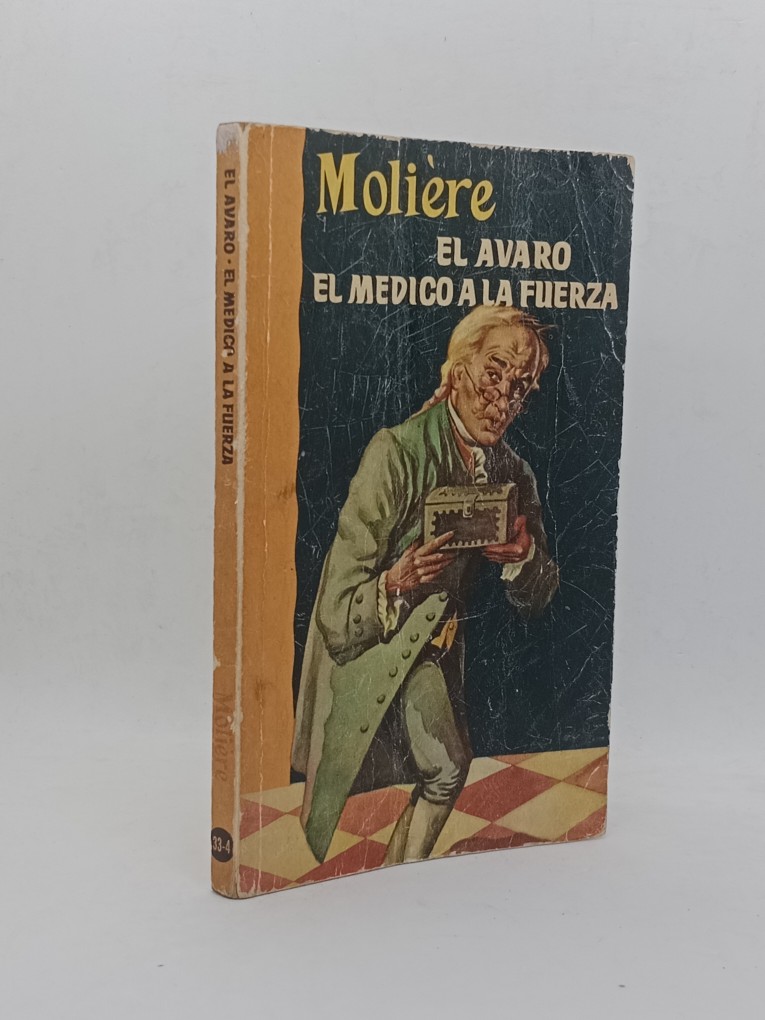 Molière
EL AVARO
EL MEDICO A LA FUERZA
EL AVARO - EL MEDICO A LA FUERZA
Molière
33-4